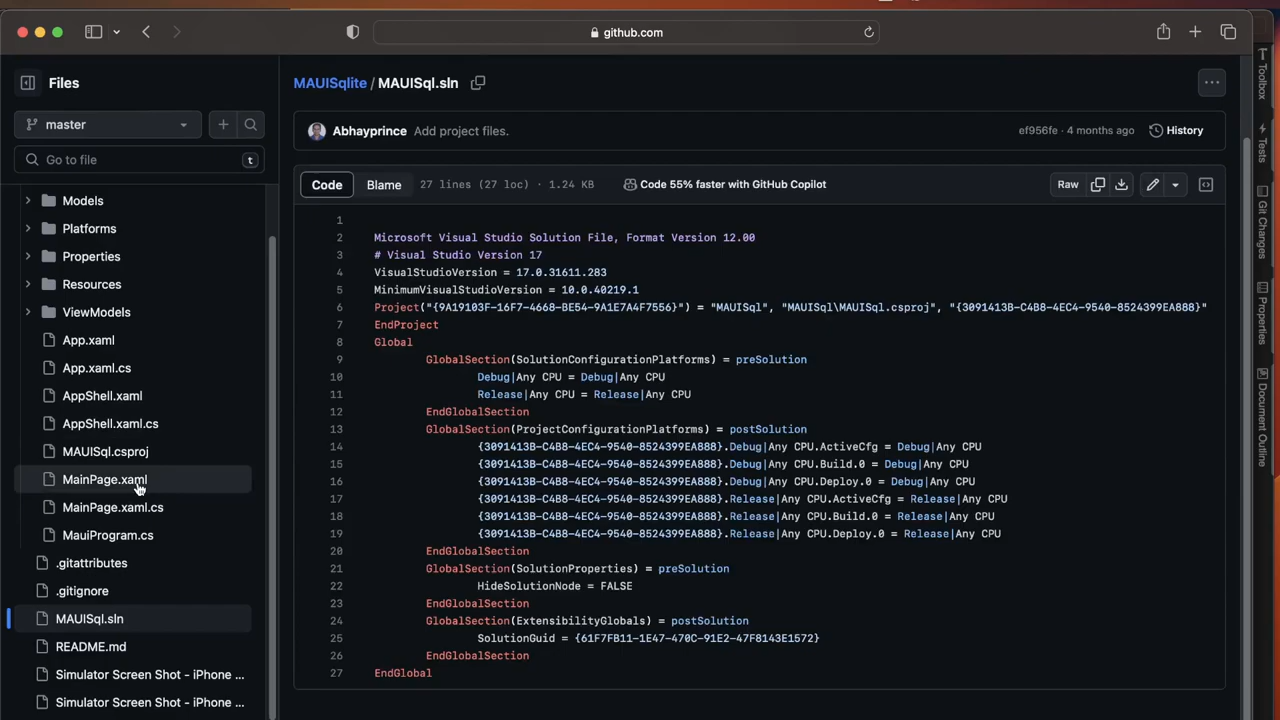 github.com
Files
MAUISqlite / MAUISql.sln
master
Abhayprince Add project files.
ef956fe · 4 months ago
History
Go to file
t
Code
Blame
27 lines (27 loc) · 1.24 KB
Code 55% faster with GitHub Copilot
Raw
Models
Platforms
Properties
Resources
ViewModels
App.xaml
App.xaml.cs
AppShell.xaml
AppShell.xaml.cs
MAUISql.csproj
MainPage.xaml
MainPage.xaml.cs
MauiProgram.cs
.gitattributes
.gitignore
MAUISql.sln
README.md
Simulator Screen Shot - iPhone ...
Simulator Screen Shot - iPhone ...
1
2 Microsoft Visual Studio Solution File, Format Version 12.00
3 # Visual Studio Version 17
4 VisualStudioVersion = 17.0.31611.283
5 MinimumVisualStudioVersion = 10.0.40219.1
6 Project("{9A19103F-16F7-4668-BE54-9A1E7A4F7556}") = "MAUISql", "MAUISql\MAUISql.csproj", "{3091413B-C4B8-4EC4-9540-8524399EA888}"
7 EndProject
8 Global
9 GlobalSection(SolutionConfigurationPlatforms) = preSolution
10 Debug|Any CPU = Debug|Any CPU
11 Release|Any CPU = Release|Any CPU
12 EndGlobalSection
13 GlobalSection(ProjectConfigurationPlatforms) = postSolution
14 {3091413B-C4B8-4EC4-9540-8524399EA888}.Debug|Any CPU.ActiveCfg = Debug|Any CPU
15 {3091413B-C4B8-4EC4-9540-8524399EA888}.Debug|Any CPU.Build.0 = Debug|Any CPU
16 {3091413B-C4B8-4EC4-9540-8524399EA888}.Debug|Any CPU.Deploy.0 = Debug|Any CPU
17 {3091413B-C4B8-4EC4-9540-8524399EA888}.Release|Any CPU.ActiveCfg = Release|Any CPU
18 {3091413B-C4B8-4EC4-9540-8524399EA888}.Release|Any CPU.Build.0 = Release|Any CPU
19 {3091413B-C4B8-4EC4-9540-8524399EA888}.Release|Any CPU.Deploy.0 = Release|Any CPU
20 EndGlobalSection
21 GlobalSection(SolutionProperties) = preSolution
22 HideSolutionNode = FALSE
23 EndGlobalSection
24 GlobalSection(ExtensibilityGlobals) = postSolution
25 SolutionGuid = {61F7FB11-1E47-470C-91E2-47F8143E1572}
26 EndGlobalSection
27 EndGlobal
Toolbox
Tests
Git Changes
Properties
Document Outline